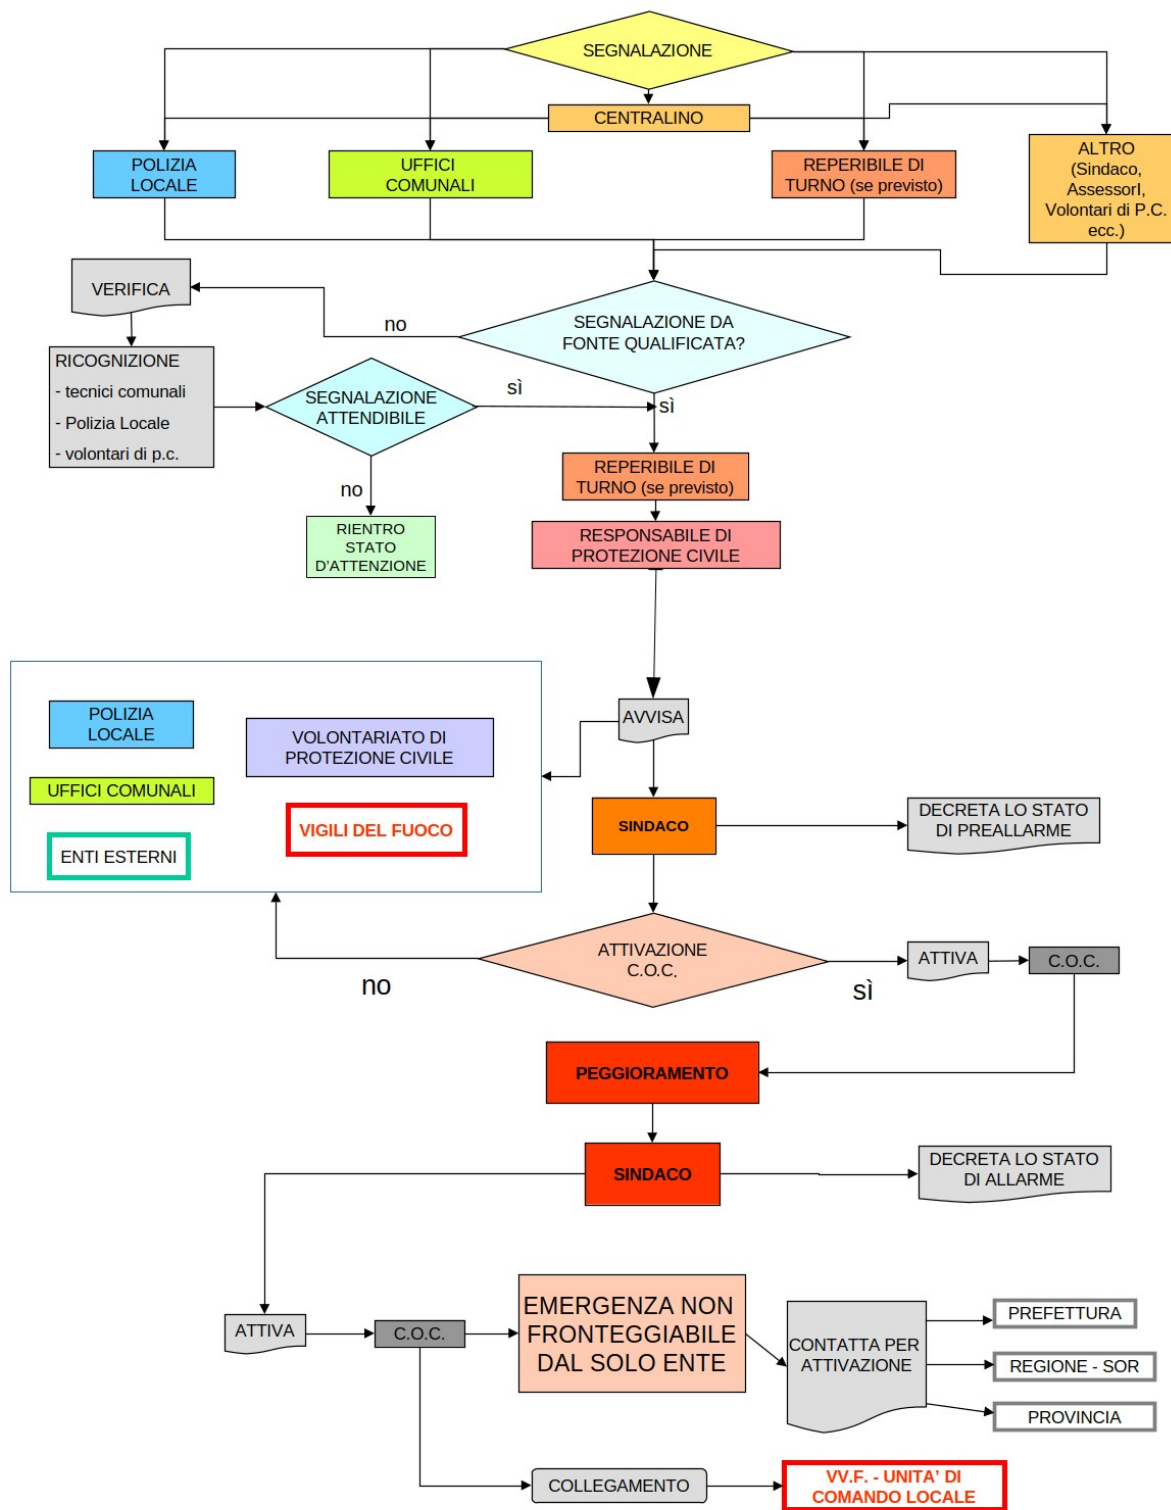 SEGNALAZIONE
CENTRALINO
POLIZIA
LOCALE
UFFICI
COMUNALI
REPERIBILE DI
TURNO (se previsto)
ALTRO
(Sindaco,
AssessorI,
Volontari di P.C.
ecc.)
VERIFICA
no
SEGNALAZIONE DA
FONTE QUALIFICATA?
RICOGNIZIONE
- tecnici comunali
- Polizia Locale
- volontari di p.c.
SEGNALAZIONE
ATTENDIBILE
sì
sì
no
REPERIBILE DI
TURNO (se previsto)
RIENTRO
STATO
D'ATTENZIONE
RESPONSABILE DI
PROTEZIONE CIVILE
POLIZIA
LOCALE
VOLONTARIATO DI
PROTEZIONE CIVILE
AVVISA
UFFICI COMUNALI
VIGILI DEL FUOCO
ENTI ESTERNI
SINDACO
DECRETA LO STATO
DI PREALLARME
ATTIVAZIONE
C.O.C.
no
sì
ATTIVA
C.O.C.
PEGGIORAMENTO
SINDACO
DECRETA LO STATO
DI ALLARME
ATTIVA
C.O.C.
EMERGENZA NON
FRONTEGGIABILE
DAL SOLO ENTE
CONTATTA PER
ATTIVAZIONE
PREFETTURA
REGIONE - SOR
PROVINCIA
COLLEGAMENTO
VV.F. - UNITA' DI
COMANDO LOCALE